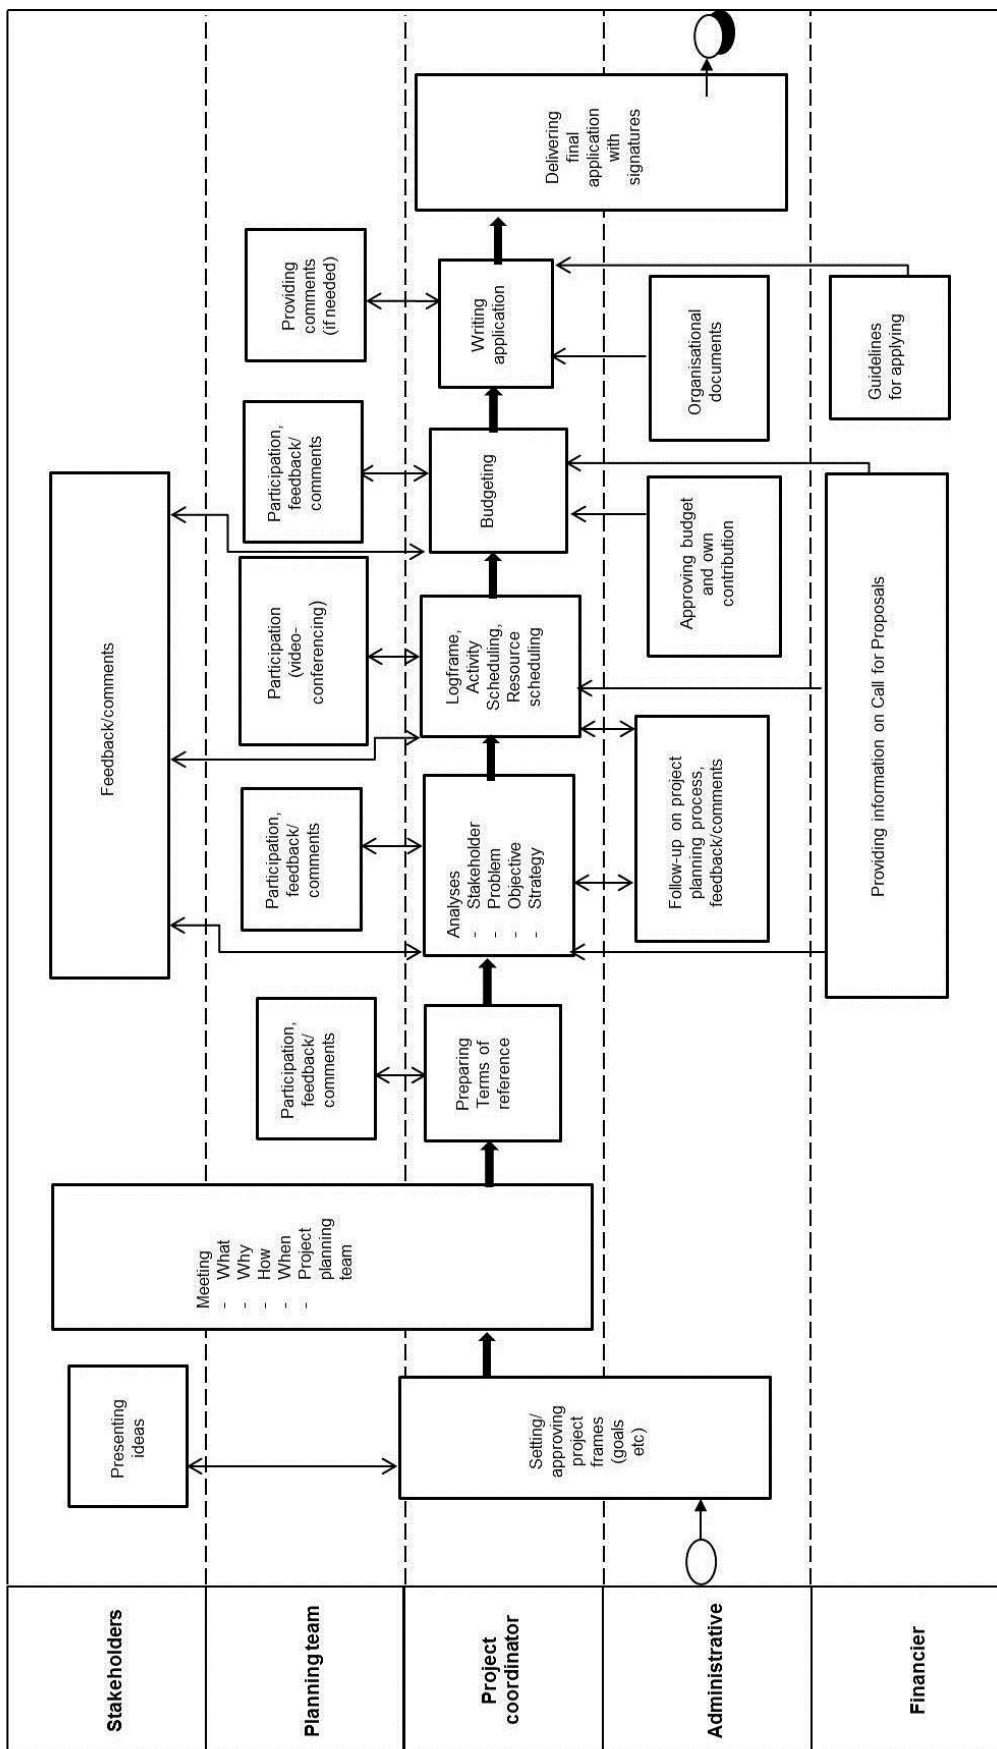 Stakeholders
Planning team
Project
coordinator
Administrative
Financier
Presenting
ideas
Setting/
approving
project
frames
(goals
etc)
Meeting
- What
- Why
- How
- When
- Project
planning
team
Participation,
feedback/
comments
Preparing
Terms of
reference
Feedback/comments
Participation,
feedback/
comments
Analyses
- Stakeholder
- Problem
- Objective
- Strategy
Follow-up on project
planning process,
feedback/comments
Providing information on Call for Proposals
Participation
(video-
conferencing)
Logframe,
Activity
Scheduling,
Resource
scheduling
Participation,
feedback/
comments
Budgeting
Approving budget
and own
contribution
Providing
comments
(if needed)
Writing
application
Organisational
documents
Guidelines
for applying
Delivering
final
application
with
signatures